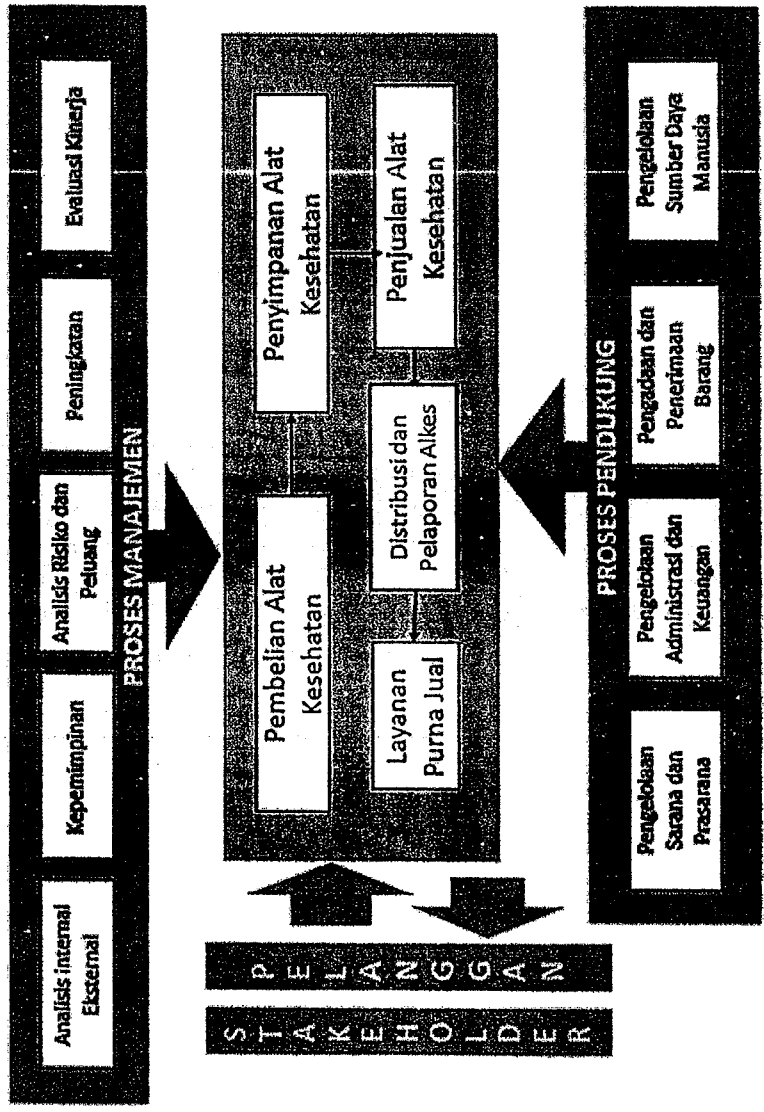 Analisis internal
Eksternal
Kepemimpinan
Analisis Risiko dan
Peluang
Peningkatan
Evaluasi Kinerja
PROSES MANAJEMEN
Pembelian Alat
Kesehatan
Penyimpanan Alat
Kesehatan
Layanan
Purna Jual
Distribusi dan
Pelaporan Alkes
Penjualan Alat
Kesehatan
STAKEHOLDER
PELANGGAN
PROSES PENDUKUNG
Pengelolaan
Sarana dan
Prasarana
Pengelolaan
Administrasi dan
Keuangan
Pengadaan dan
Penerimaan
Barang
Pengelolaan
Sumber Daya
Manusia